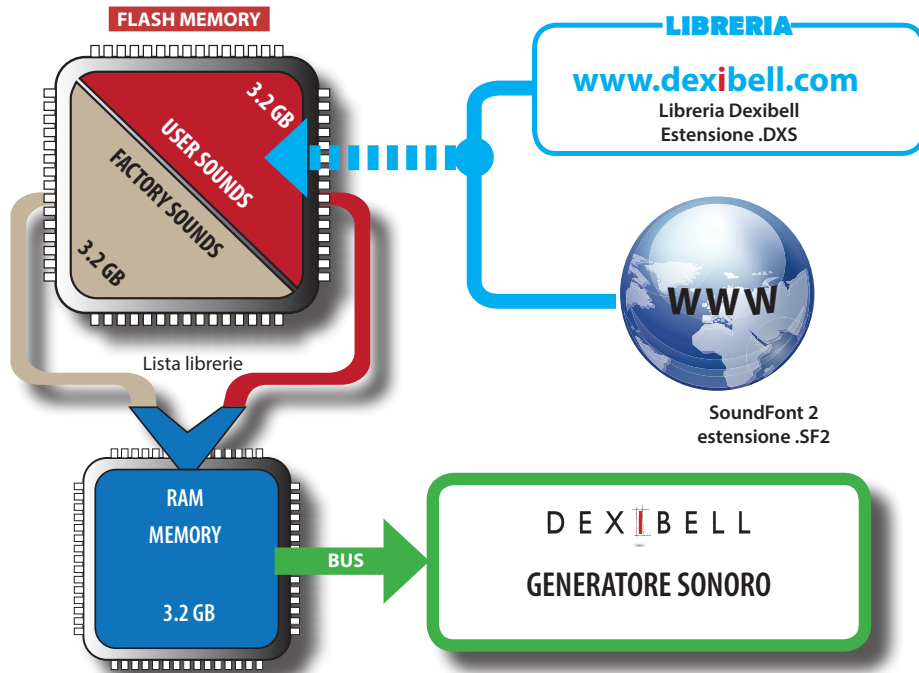 FLASH MEMORY
3.2 GB
USER SOUNDS
FACTORY SOUNDS
3.2 GB
LIBRERIA
www.dexibell.com
Libreria Dexibell
Estensione .DXS
WWW
SoundFont 2
estensione .SF2
Lista librerie
RAM
MEMORY
3.2 GB
BUS
DEXIBELL
GENERATORE SONORO